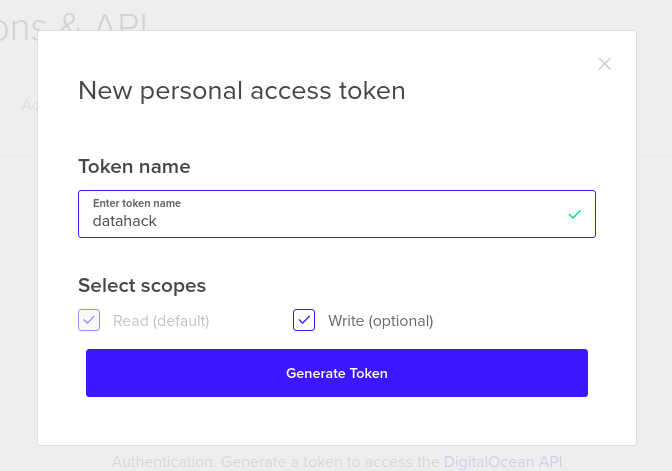 ons & API
New personal access token
Token name
Enter token name
datahack
Select scopes
Read (default)
Write (optional)
Generate Token
Authentication. Generate a token to access the DigitalOcean API